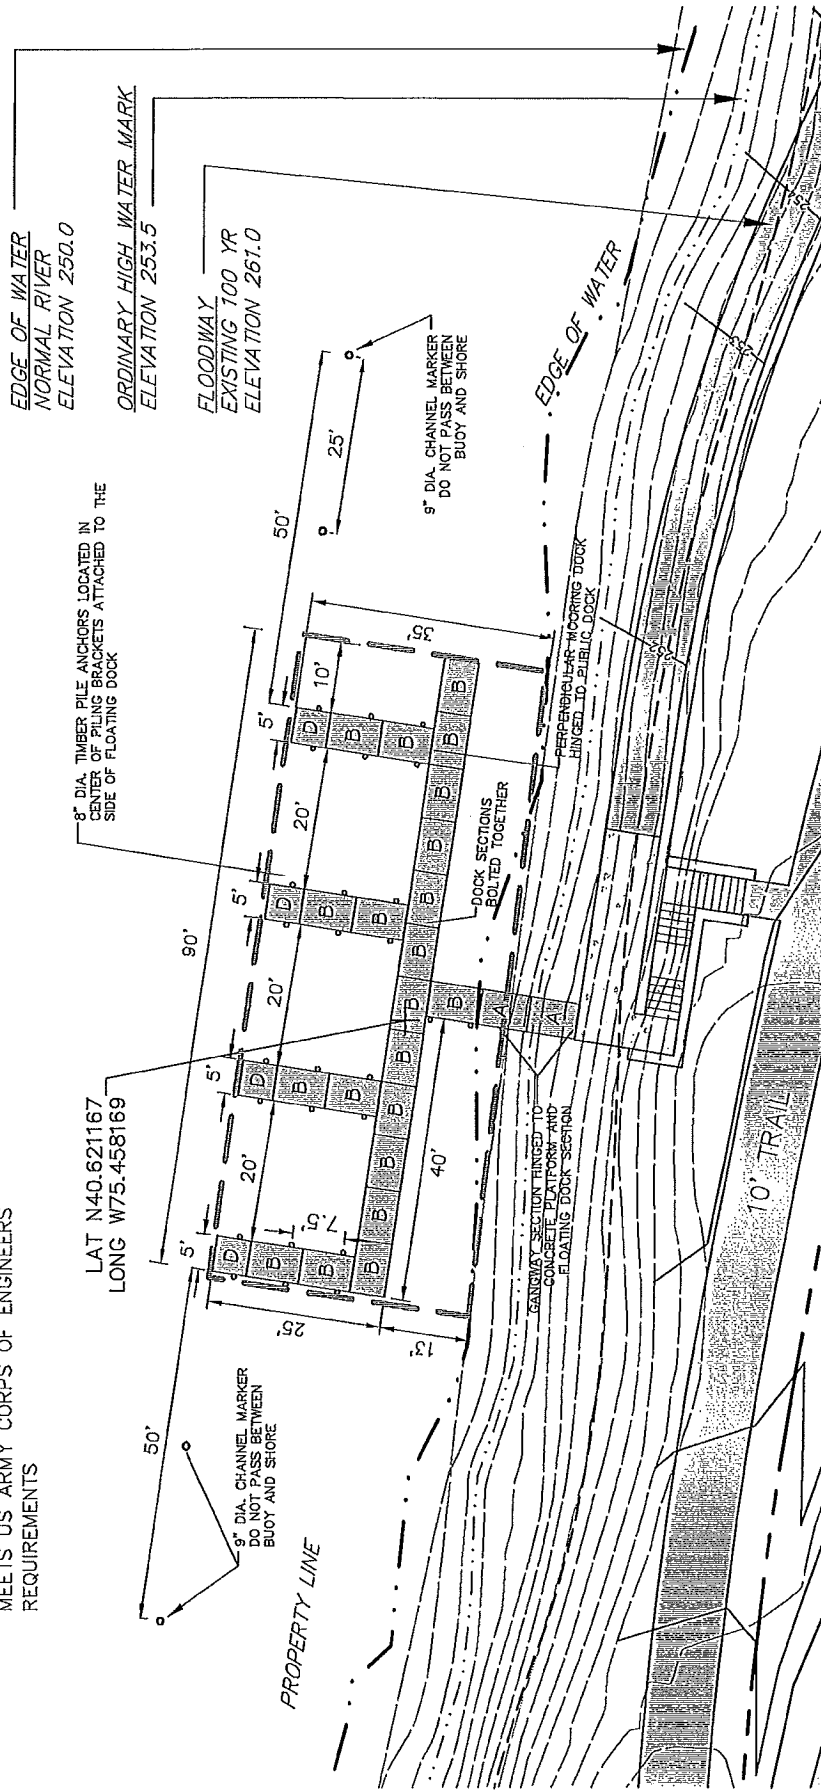 MEETS US ARMY CORPS OF ENGINEERS
REQUIREMENTS
LAT N40.621167
LONG W75.458169
8" DIA. TIMBER PILE ANCHORS LOCATED IN
CENTER OF PILING BRACKETS ATTACHED TO THE
SIDE OF FLOATING DOCK
EDGE OF WATER
NORMAL RIVER
ELEVATION 250.0
ORDINARY HIGH WATER MARK
ELEVATION 253.5
FLOODWAY
EXISTING 100 YR
ELEVATION 261.0
50'
90'
50'
25'
5'
20'
5'
20'
5'
20'
5'
10'
35'
25'
13'
7.5'
40'
9" DIA. CHANNEL MARKER
DO NOT PASS BETWEEN
BUOY AND SHORE
9" DIA. CHANNEL MARKER
DO NOT PASS BETWEEN
BUOY AND SHORE
D
B
B
D
B
B
D
B
B
D
B
B
B
B
B
B
B
B
B
B
B
B
B
B
D
A
A
DOCK SECTIONS
BOLTED TOGETHER
PERPENDICULAR MOORING DOCK
HINGED TO PUBLIC DOCK
GANGWAY SECTION HINGED TO
CONCRETE PLATFORM AND
FLOATING DOCK SECTION
PROPERTY LINE
EDGE OF WATER
10' TRAIL
253
254